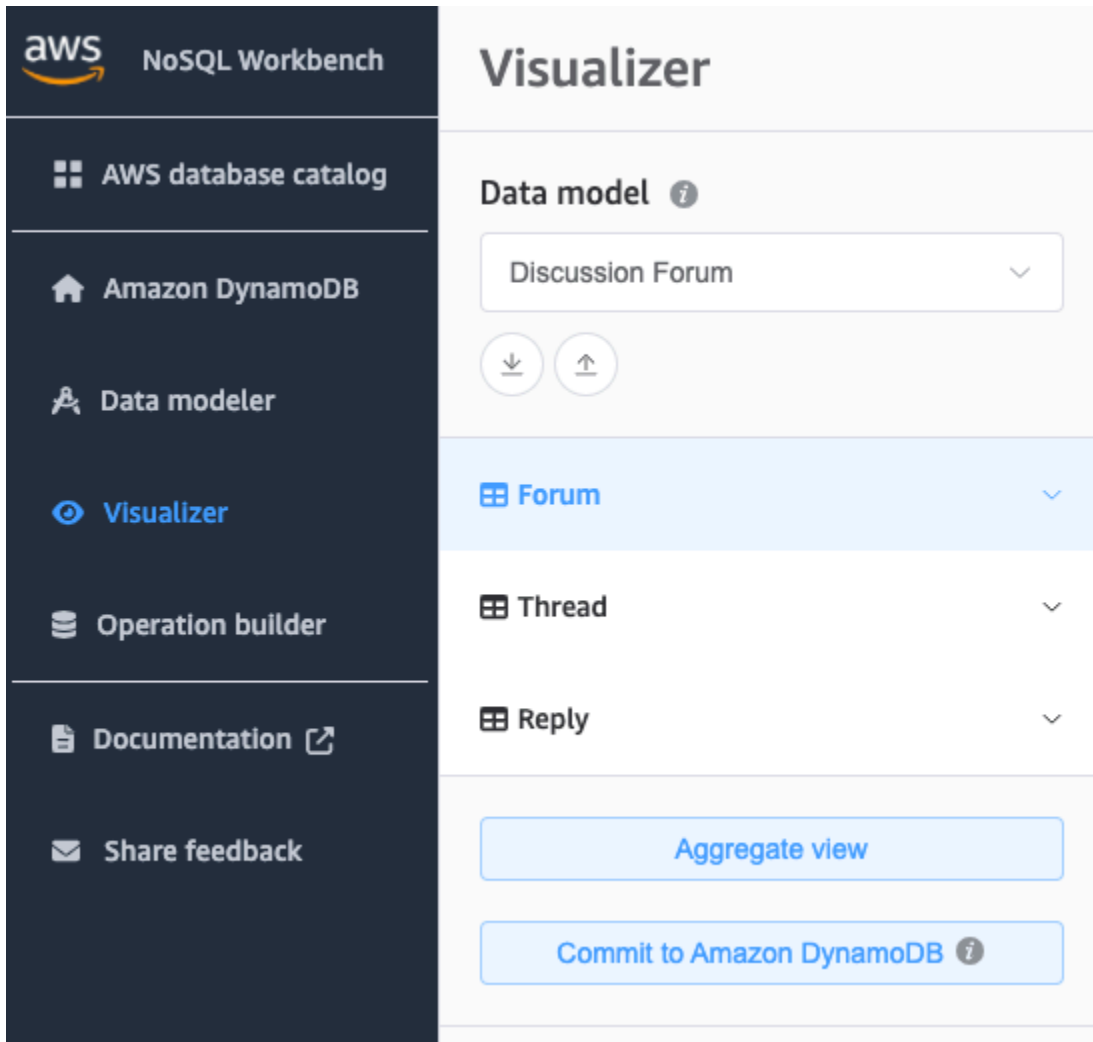 aws
NoSQL Workbench
AWS database catalog
Amazon DynamoDB
Data modeler
Visualizer
Operation builder
Documentation
Share feedback
Visualizer
Data model
Discussion Forum
Forum
Thread
Reply
Aggregate view
Commit to Amazon DynamoDB